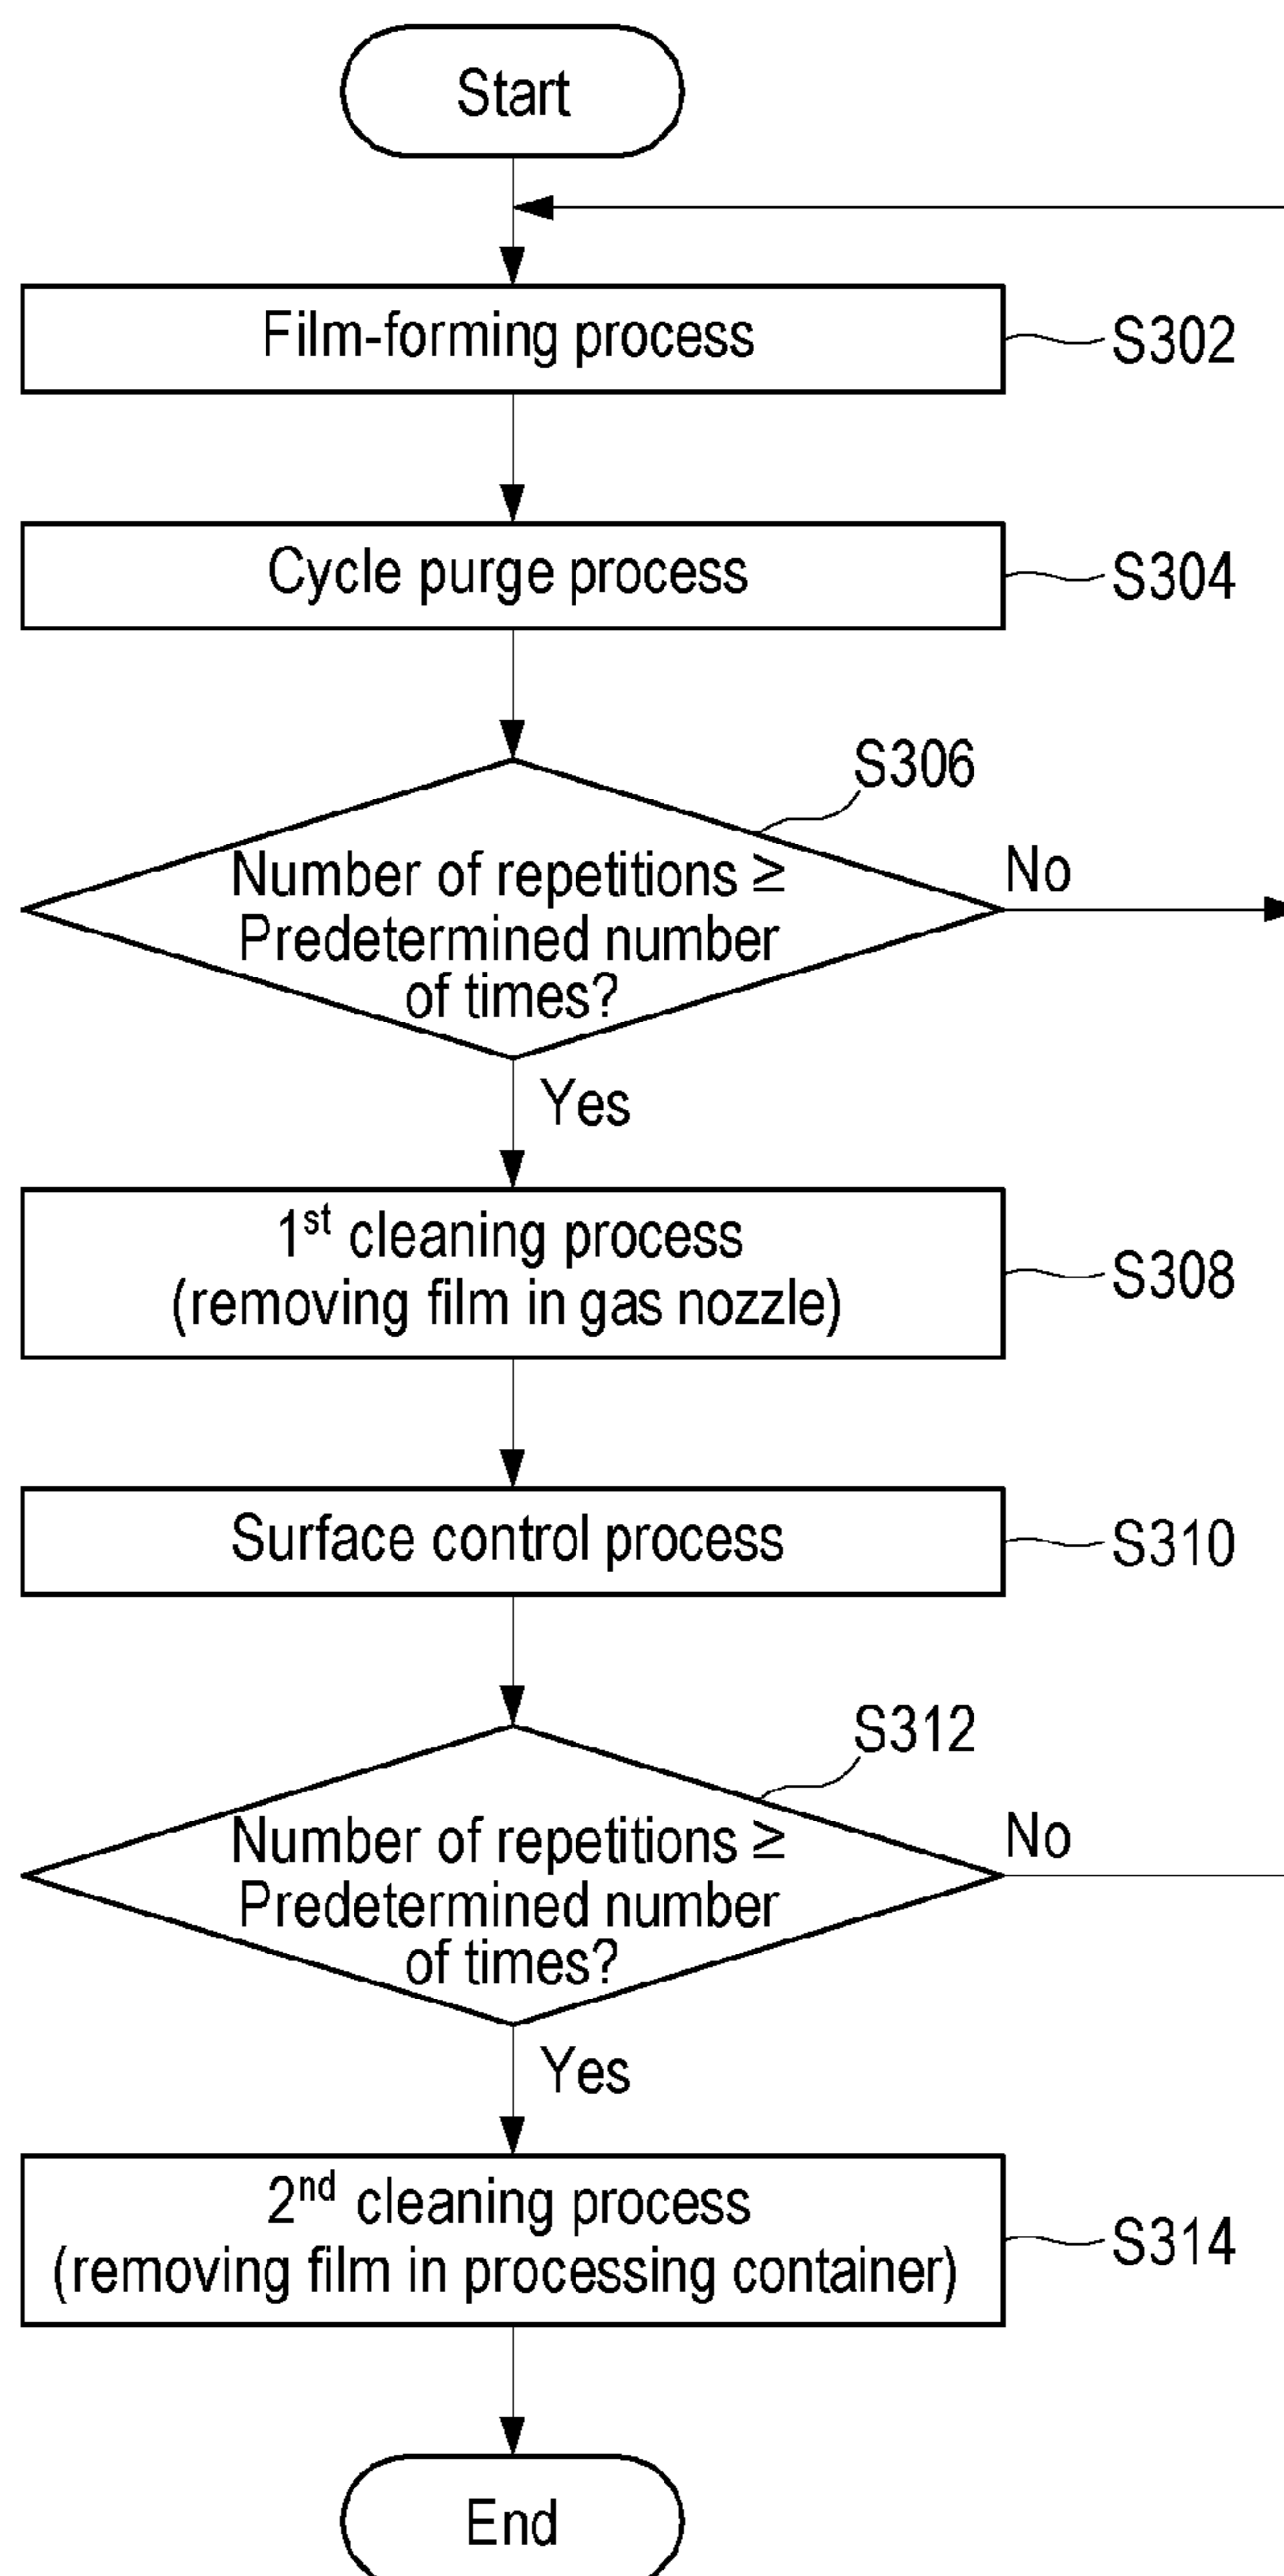 Start
Film-forming process
S302
Cycle purge process
S304
S306
Number of repetitions ≥
Predetermined number
of times?
No
Yes
1st cleaning process
(removing film in gas nozzle)
S308
Surface control process
S310
S312
Number of repetitions ≥
Predetermined number
of times?
No
Yes
2nd cleaning process
(removing film in processing container)
S314
End